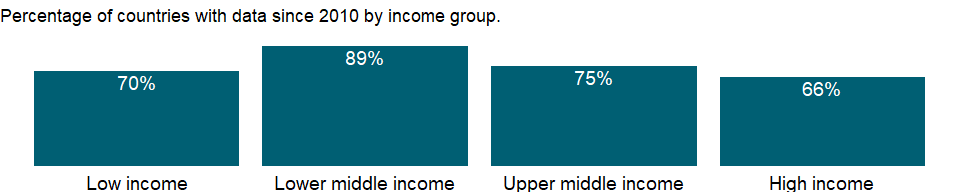 Percentage of countries with data since 2010 by income group.
70%
89%
75%
66%
Low income
Lower middle income
Upper middle income
High income